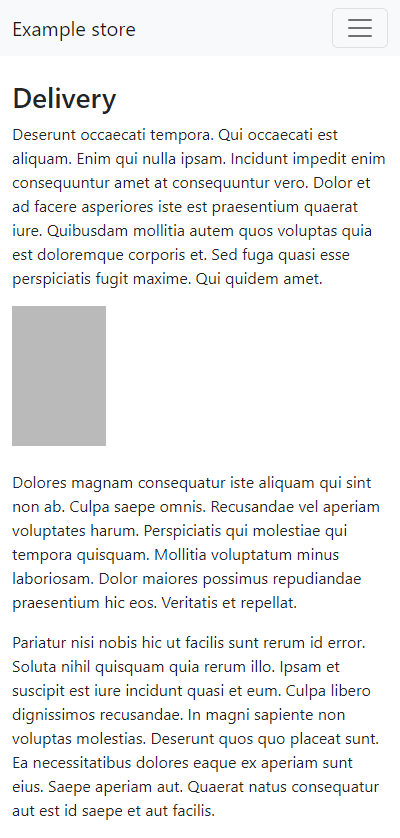 Example store
Delivery
Deserunt occaecati tempora. Qui occaecati est
aliquam. Enim qui nulla ipsam. Incidunt impedit enim
consequuntur amet at consequuntur vero. Dolor et
ad facere asperiores iste est praesentium quaerat
iure. Quibusdam mollitia autem quos voluptas quia
est doloremque corporis et. Sed fuga quasi esse
perspiciatis fugit maxime. Qui quidem amet.
Dolores magnam consequatur iste aliquam qui sint
non ab. Culpa saepe omnis. Recusandae vel aperiam
voluptates harum. Perspiciatis qui molestiae qui
tempora quisquam. Mollitia voluptatum minus
laboriosam. Dolor maiores possimus repudiandae
praesentium hic eos. Veritatis et repellat.
Pariatur nisi nobis hic ut facilis sunt rerum id error.
Soluta nihil quisquam quia rerum illo. Ipsam et
suscipit est iure incidunt quasi et eum. Culpa libero
dignissimos recusandae. In magni sapiente non
voluptas molestias. Deserunt quos quo placeat sunt.
Ea necessitatibus dolores eaque ex aperiam sunt
eius. Saepe aperiam aut. Quaerat natus consequatur
aut est id saepe et aut facilis.